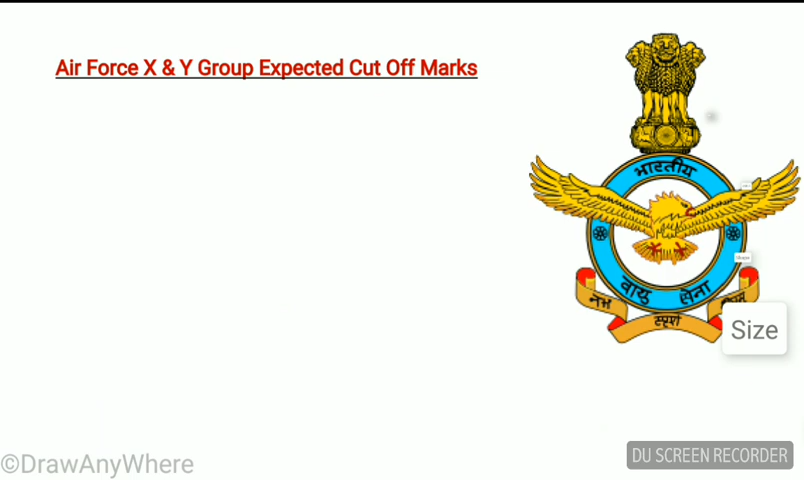 Air Force X & Y Group Expected Cut Off Marks
भारतीय
वायु सेना
नभ
स्पृशं
Size
DU SCREEN RECORDER
©DrawAnyWhere